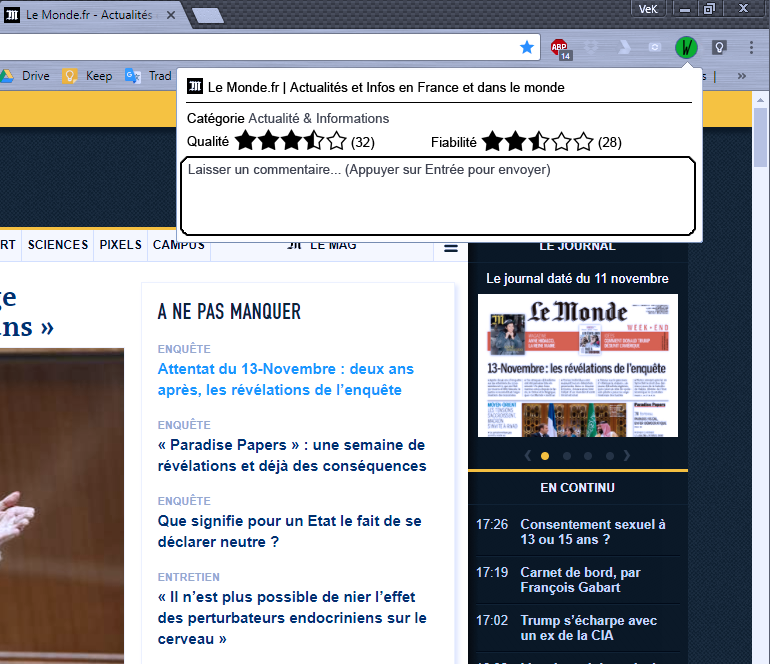 VeK
Le Monde.fr - Actualités
ABP
14
W
Drive
Keep
Trad
s
»
Le Monde.fr | Actualités et Infos en France et dans le monde
Catégorie Actualité & Informations
Qualité (32) Fiabilité (28)
Laisser un commentaire... (Appuyer sur Entrée pour envoyer)
RT SCIENCES PIXELS CAMPUS M LE MAG
ge
ans »
A NE PAS MANQUER
ENQUÊTE
Attentat du 13-Novembre : deux ans
après, les révélations de l’enquête
ENQUÊTE
« Paradise Papers » : une semaine de
révélations et déjà des conséquences
ENQUÊTE
Que signifie pour un Etat le fait de se
déclarer neutre ?
ENTRETIEN
« Il n’est plus possible de nier l’effet
des perturbateurs endocriniens sur le
cerveau »
LE JOURNAL
Le journal daté du 11 novembre
Le Monde
WEEK-END
13-Novembre : les révélations de l’enquête
Paradise Papers
EN CONTINU
17:26 Consentement sexuel à
13 ou 15 ans ?
17:19 Carnet de bord, par
François Gabart
17:02 Trump s’écharpe avec
un ex de la CIA